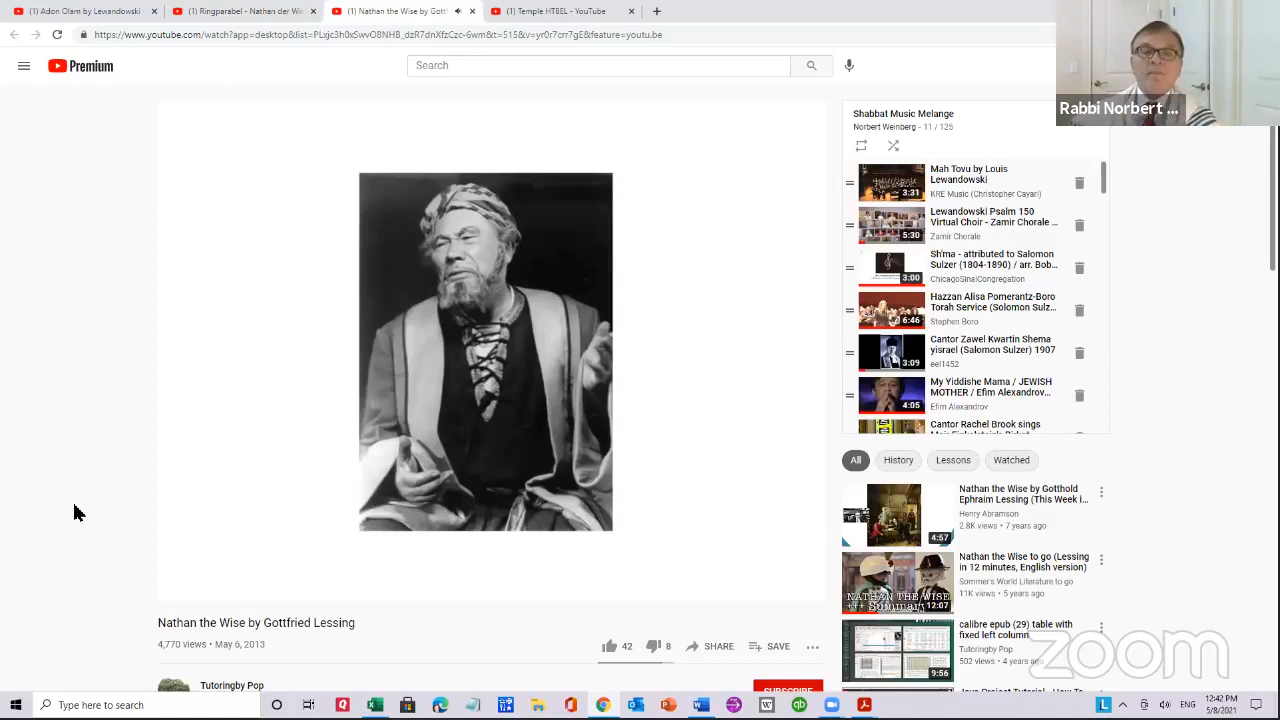 (1) Adon Olam by Lewandowski
(1) Ringparabel - Nathan der We
(1) Nathan the Wise by Gott
(1) Temple HTBEL - YouTube
https://www.youtube.com/watch?app=desktop&list=PLxjc3h0xSwvO8NHB_dzR7dnXfzCzc-6wm&t=515&v=yr0r7crr7gE&feature=youtu.be
Premium
Search
Rabbi Norbert ...
Shabbat Music Melange
Norbert Weinberg - 11 / 125
Mah Tovu by Louis
Lewandowski
KRE Music (Christopher Cayari)
3:31
Lewandowski Psalm 150
Virtual Choir - Zamir Chorale ...
Zamir Chorale
5:30
Sh'ma - attributed to Salomon
Sulzer (1804-1890) / arr. Bob...
ChicagoSinaiCongregation
3:00
Hazzan Alisa Pomerantz-Boro
Torah Service (Solomon Sulz...
Stephen Boro
6:46
Cantor Zawel Kwartin Shema
yisrael (Salomon Sulzer) 1907
eel1452
3:09
My Yiddishe Mama / JEWISH
MOTHER / Efim Alexandrov...
Efim Alexandrov
4:05
Cantor Rachel Brook sings
All
History
Lessons
Watched
Nathan the Wise by Gotthold
Ephraim Lessing (This Week i...
Henry Abramson
2.8K views • 7 years ago
4:57
Nathan the Wise to go (Lessing
in 12 minutes, English version)
Sommer's World Literature to go
11K views • 5 years ago
NATHAN THE WISE
12:07
calibre epub (29) table with
fixed left column
Tutoringby Pop
502 views • 4 years ago
9:56
zoom
Nathan the Wise by Gottfried Lessing
4,770 views •
2013
42
8
SHARE
SAVE
SUBSCRIBE
Type here to search
12:42 PM
5/8/2021